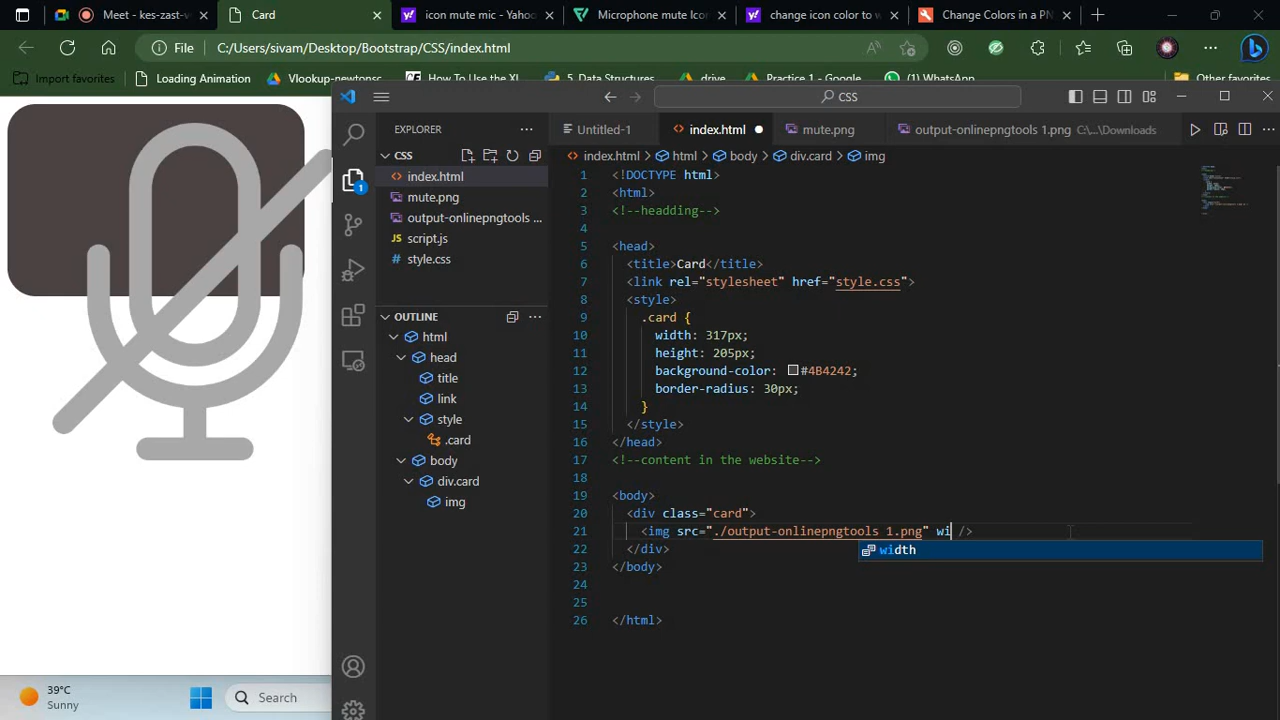 Meet - kes-zast-v
Card
icon mute mic - Yaho
Microphone mute Ico
change icon color to w
Change Colors in a PN
File
C:/Users/sivam/Desktop/Bootstrap/CSS/index.html
Import favorites
Loading Animation
Vlookup-newtonsc
How To Use the XL
5. Data Structures
drive
Practice 1 - Google
(1) WhatsApp
Other favorites
CSS
EXPLORER
Untitled-1
index.html
mute.png
output-onlinepngtools 1.png C:\...\Downloads
CSS
index.html > html > body > div.card > img
index.html
mute.png
output-onlinepngtools ...
script.js
style.css
OUTLINE
html
head
title
link
style
.card
body
div.card
img
1 <!DOCTYPE html>
2 <html>
3 <!--headding-->
4
5 <head>
6 <title>Card</title>
7 <link rel="stylesheet" href="style.css">
8 <style>
9 .card {
10 width: 317px;
11 height: 205px;
12 background-color: #4B4242;
13 border-radius: 30px;
14 }
15 </style>
16 </head>
17 <!--content in the website-->
18
19 <body>
20 <div class="card">
21 <img src="./output-onlinepngtools 1.png" wi />
22 </div>
width
23 </body>
24
25
26 </html>
1
39°C
Sunny
Search